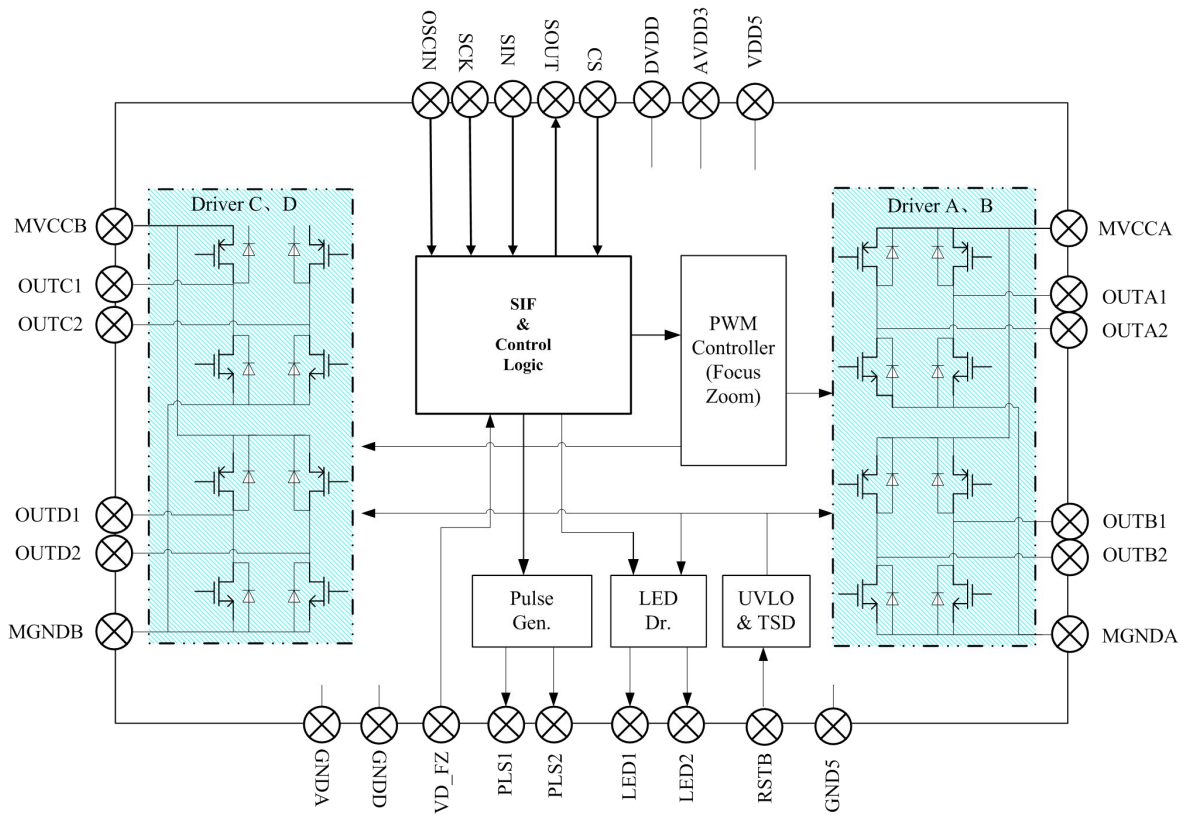 OSCIN
SCK
SIN
SOUT
CS
DVDD
AVDD3
VDD5
Driver C、D
Driver A、B
MVCCB
OUTC1
OUTC2
OUTD1
OUTD2
MGNDB
SIF
&
Control
Logic
PWM
Controller
(Focus
Zoom)
MVCCA
OUTA1
OUTA2
OUTB1
OUTB2
MGNDA
Pulse
Gen.
LED
Dr.
UVLO
& TSD
GNDA
GNDD
VD_FZ
PLS1
PLS2
LED1
LED2
RSTB
GND5